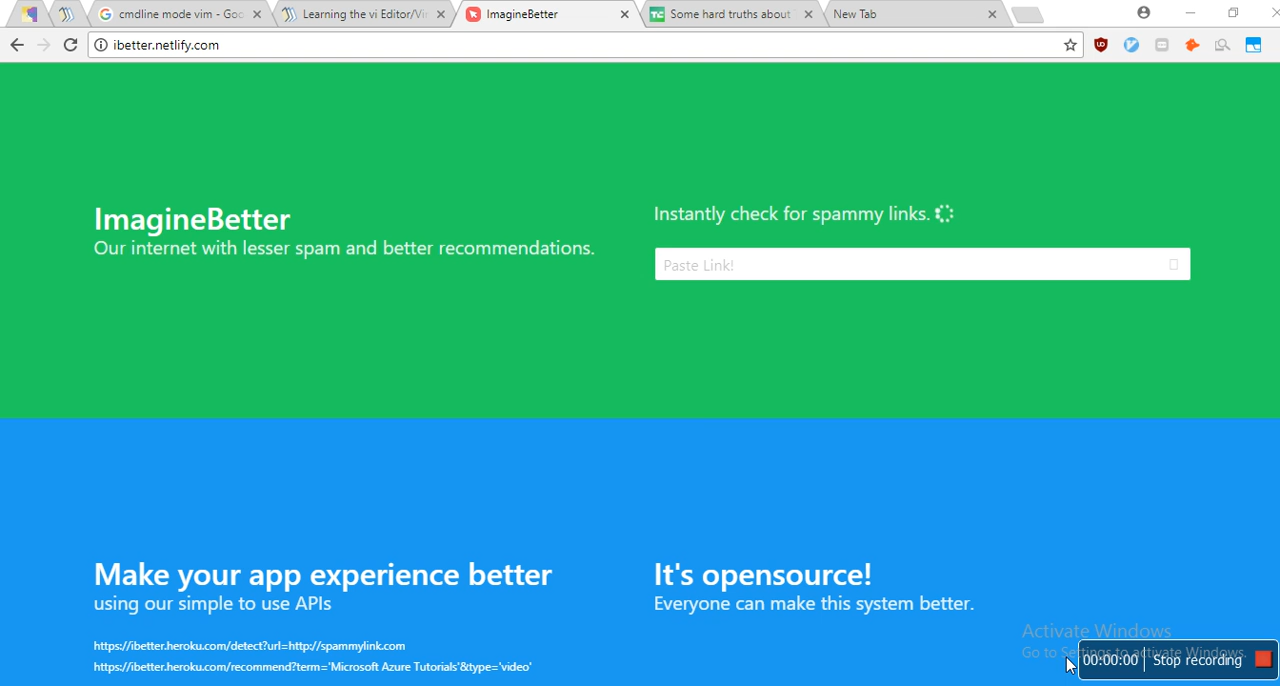 cmdline mode vim - Goo
Learning the vi Editor/Vir
ImagineBetter
Some hard truths about
New Tab
ibetter.netlify.com
ImagineBetter
Our internet with lesser spam and better recommendations.
Instantly check for spammy links.
Paste Link!
Make your app experience better
using our simple to use APIs
https://ibetter.heroku.com/detect?url=http://spammylink.com
https://ibetter.heroku.com/recommend?term='Microsoft Azure Tutorials'&type='video'
It's opensource!
Everyone can make this system better.
Activate Windows
Go to Settings to activate Windows.
00:00:00 Stop recording